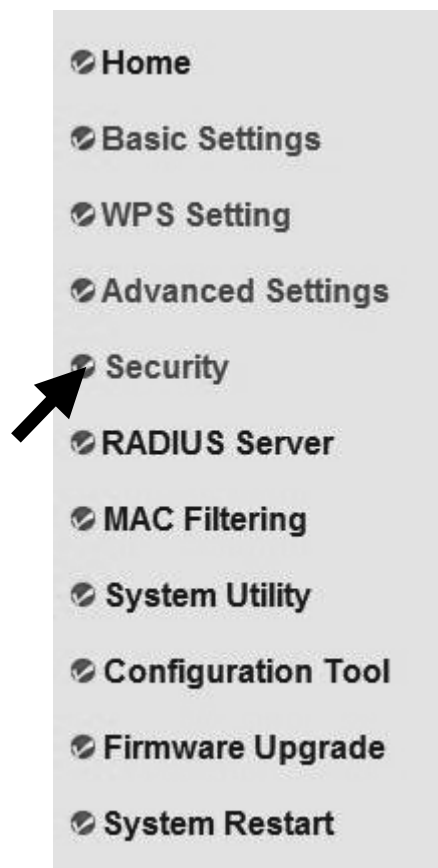 Home
Basic Settings
WPS Setting
Advanced Settings
Security
RADIUS Server
MAC Filtering
System Utility
Configuration Tool
Firmware Upgrade
System Restart